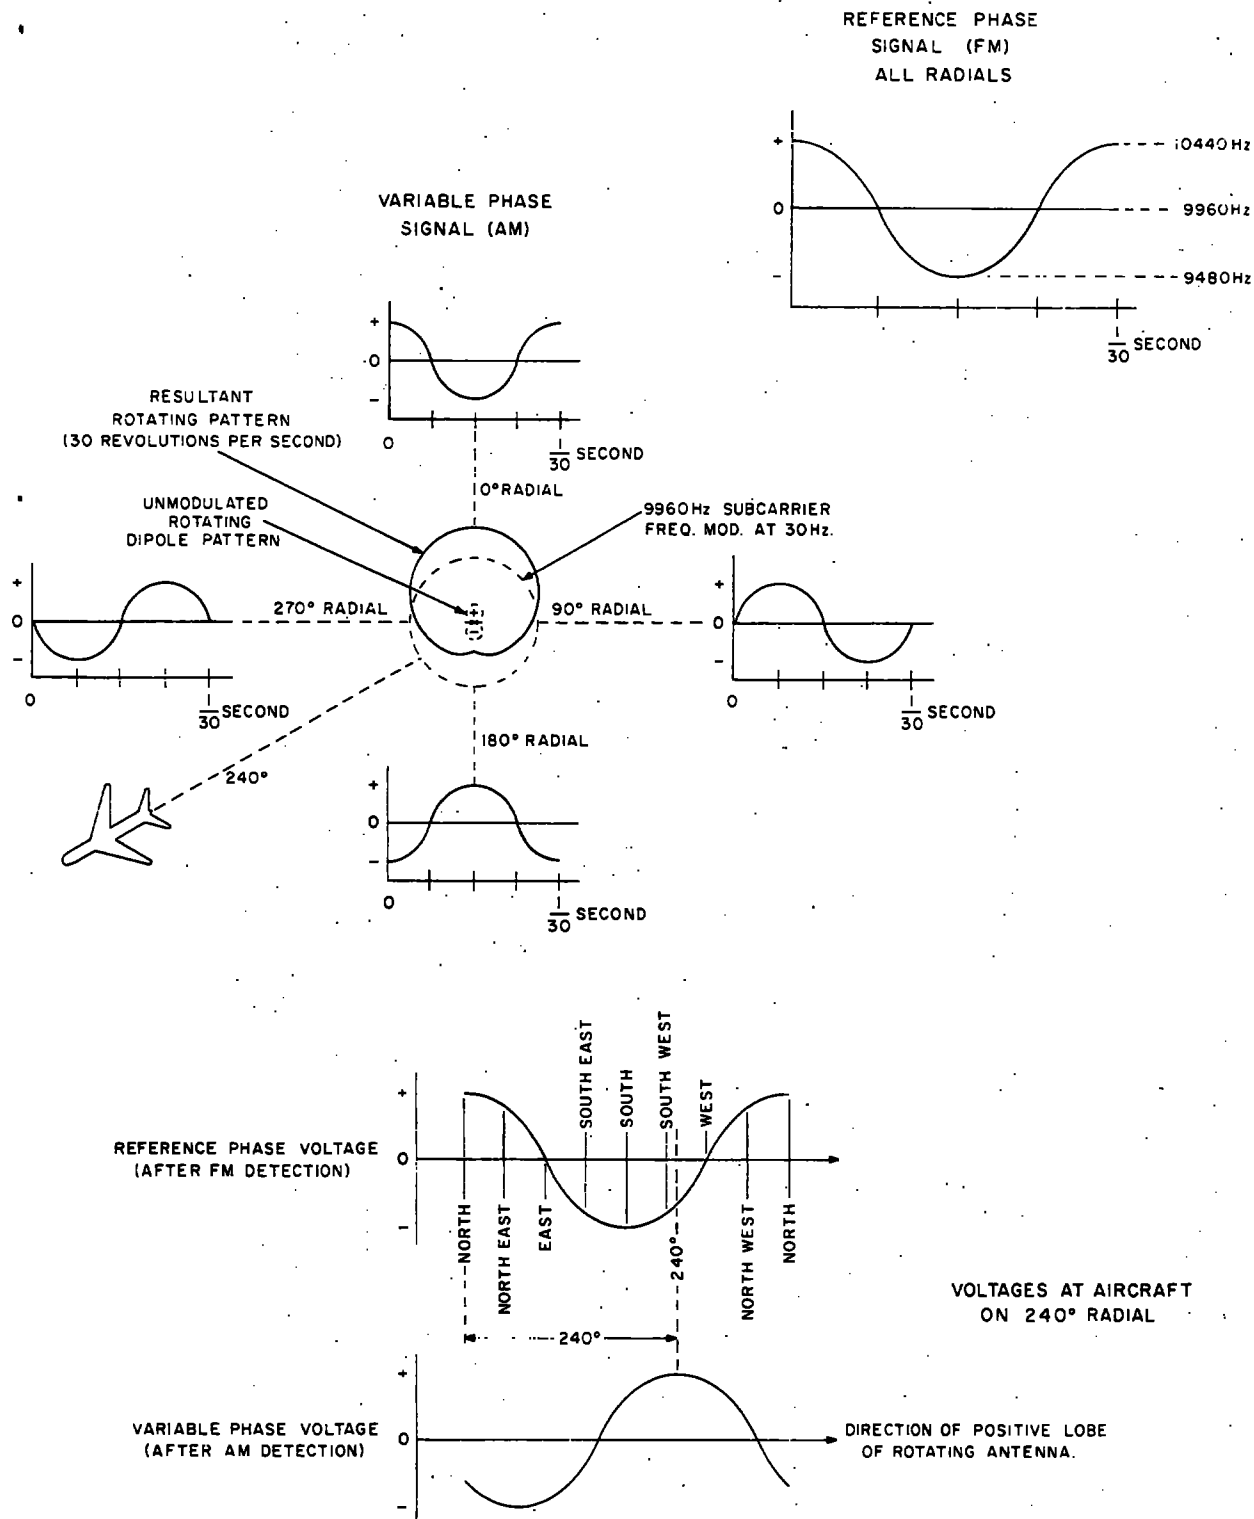 REFERENCE PHASE
SIGNAL (FM)
ALL RADIALS
+
0
−
10440Hz
9960Hz
9480Hz
1/30 SECOND
VARIABLE PHASE
SIGNAL (AM)
+
0
−
0
1/30 SECOND
RESULTANT
ROTATING PATTERN
(30 REVOLUTIONS PER SECOND)
0° RADIAL
UNMODULATED
ROTATING
DIPOLE PATTERN
9960Hz SUBCARRIER
FREQ. MOD. AT 30Hz.
+
0
−
0
1/30 SECOND
270° RADIAL
+
−
90° RADIAL
+
0
−
0
1/30 SECOND
180° RADIAL
240°
+
0
−
0
1/30 SECOND
REFERENCE PHASE VOLTAGE
(AFTER FM DETECTION)
+
0
−
NORTH
NORTH EAST
EAST
SOUTH EAST
SOUTH
SOUTH WEST
240°
WEST
NORTH WEST
NORTH
VOLTAGES AT AIRCRAFT
ON 240° RADIAL
240°
VARIABLE PHASE VOLTAGE
(AFTER AM DETECTION)
+
0
−
DIRECTION OF POSITIVE LOBE
OF ROTATING ANTENNA.